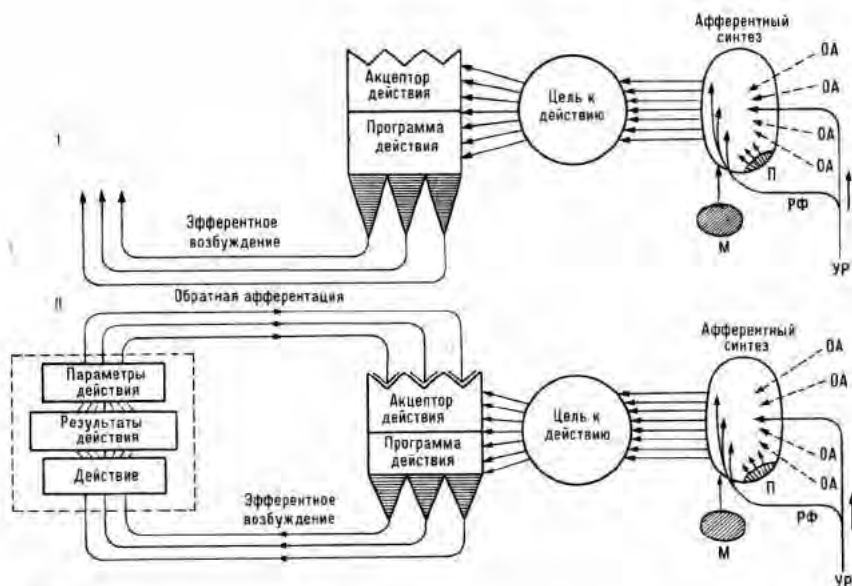 Афферентный
синтез
ОА
ОА
ОА
ОА
Акцептор
действия
Программа
действия
Цель к
действию
I
П
РФ
М
УР
Эфферентное
возбуждение
II
Обратная афферентация
Афферентный
синтез
ОА
ОА
ОА
ОА
Параметры
действия
Результаты
действия
Действие
Акцептор
действия
Программа
действия
Цель к
действию
П
РФ
М
УР
Эфферентное
возбуждение